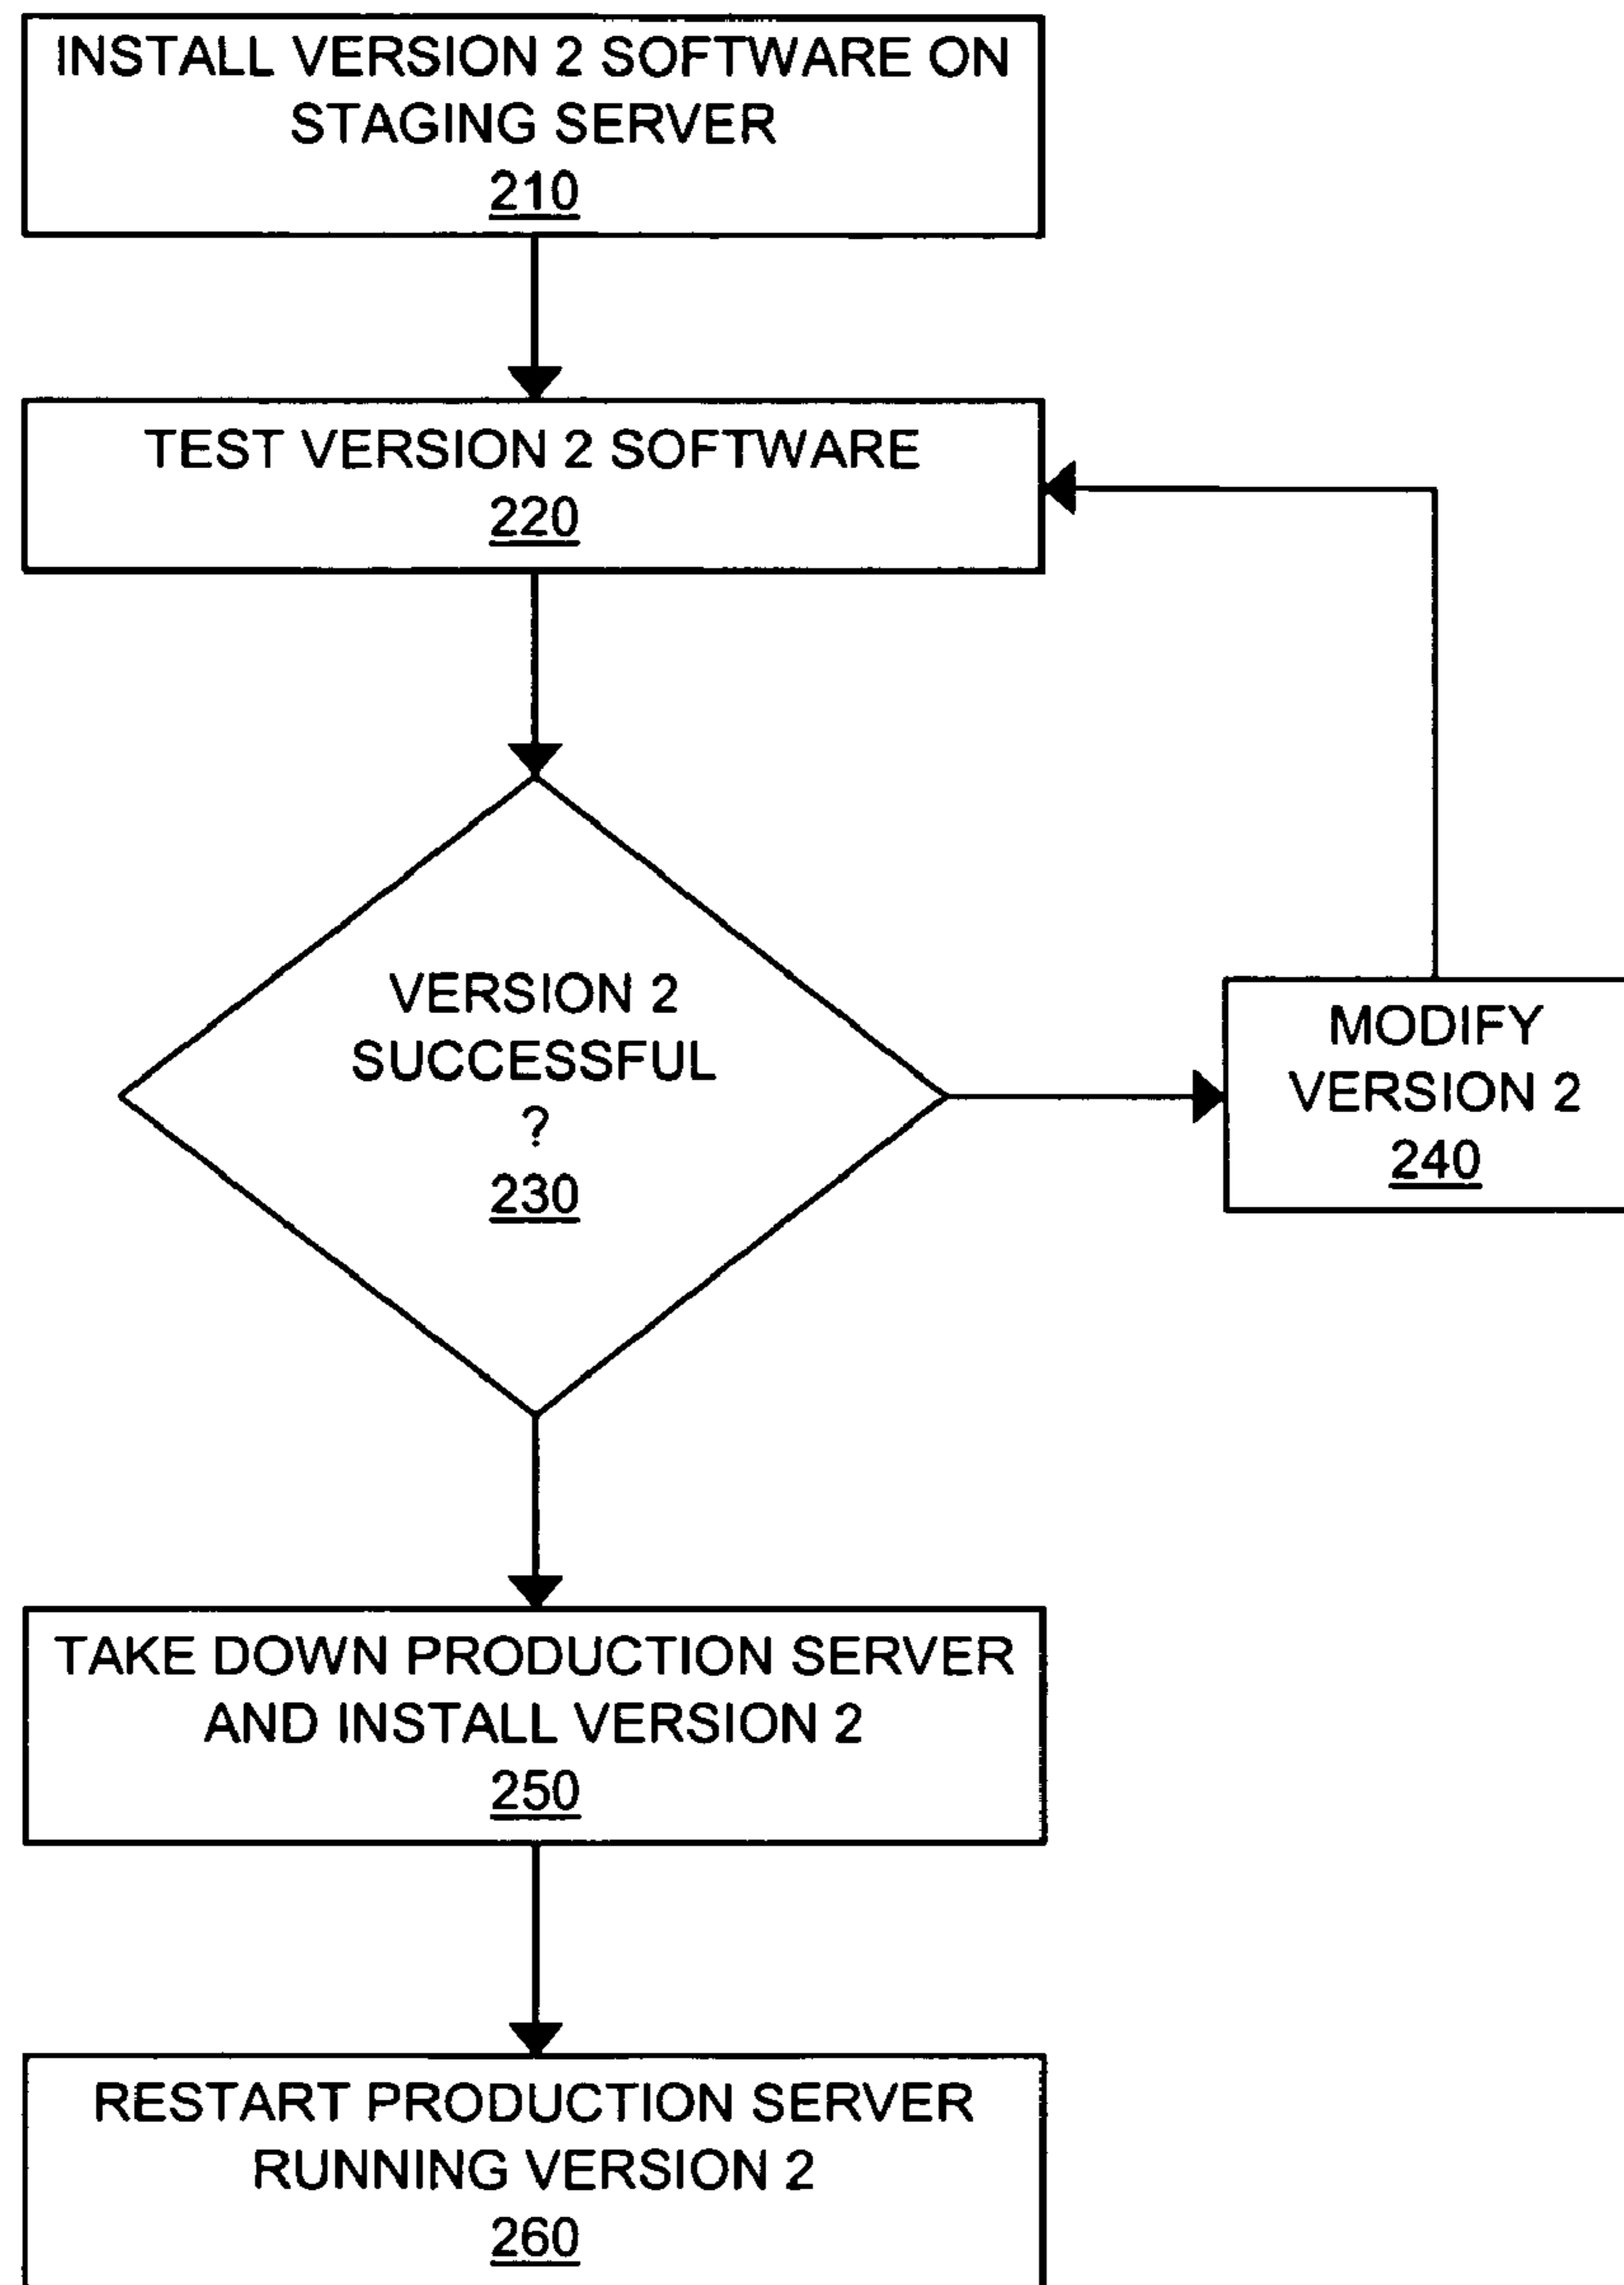 INSTALL VERSION 2 SOFTWARE ON
STAGING SERVER
210
TEST VERSION 2 SOFTWARE
220
VERSION 2
SUCCESSFUL
?
230
MODIFY
VERSION 2
240
TAKE DOWN PRODUCTION SERVER
AND INSTALL VERSION 2
250
RESTART PRODUCTION SERVER
RUNNING VERSION 2
260